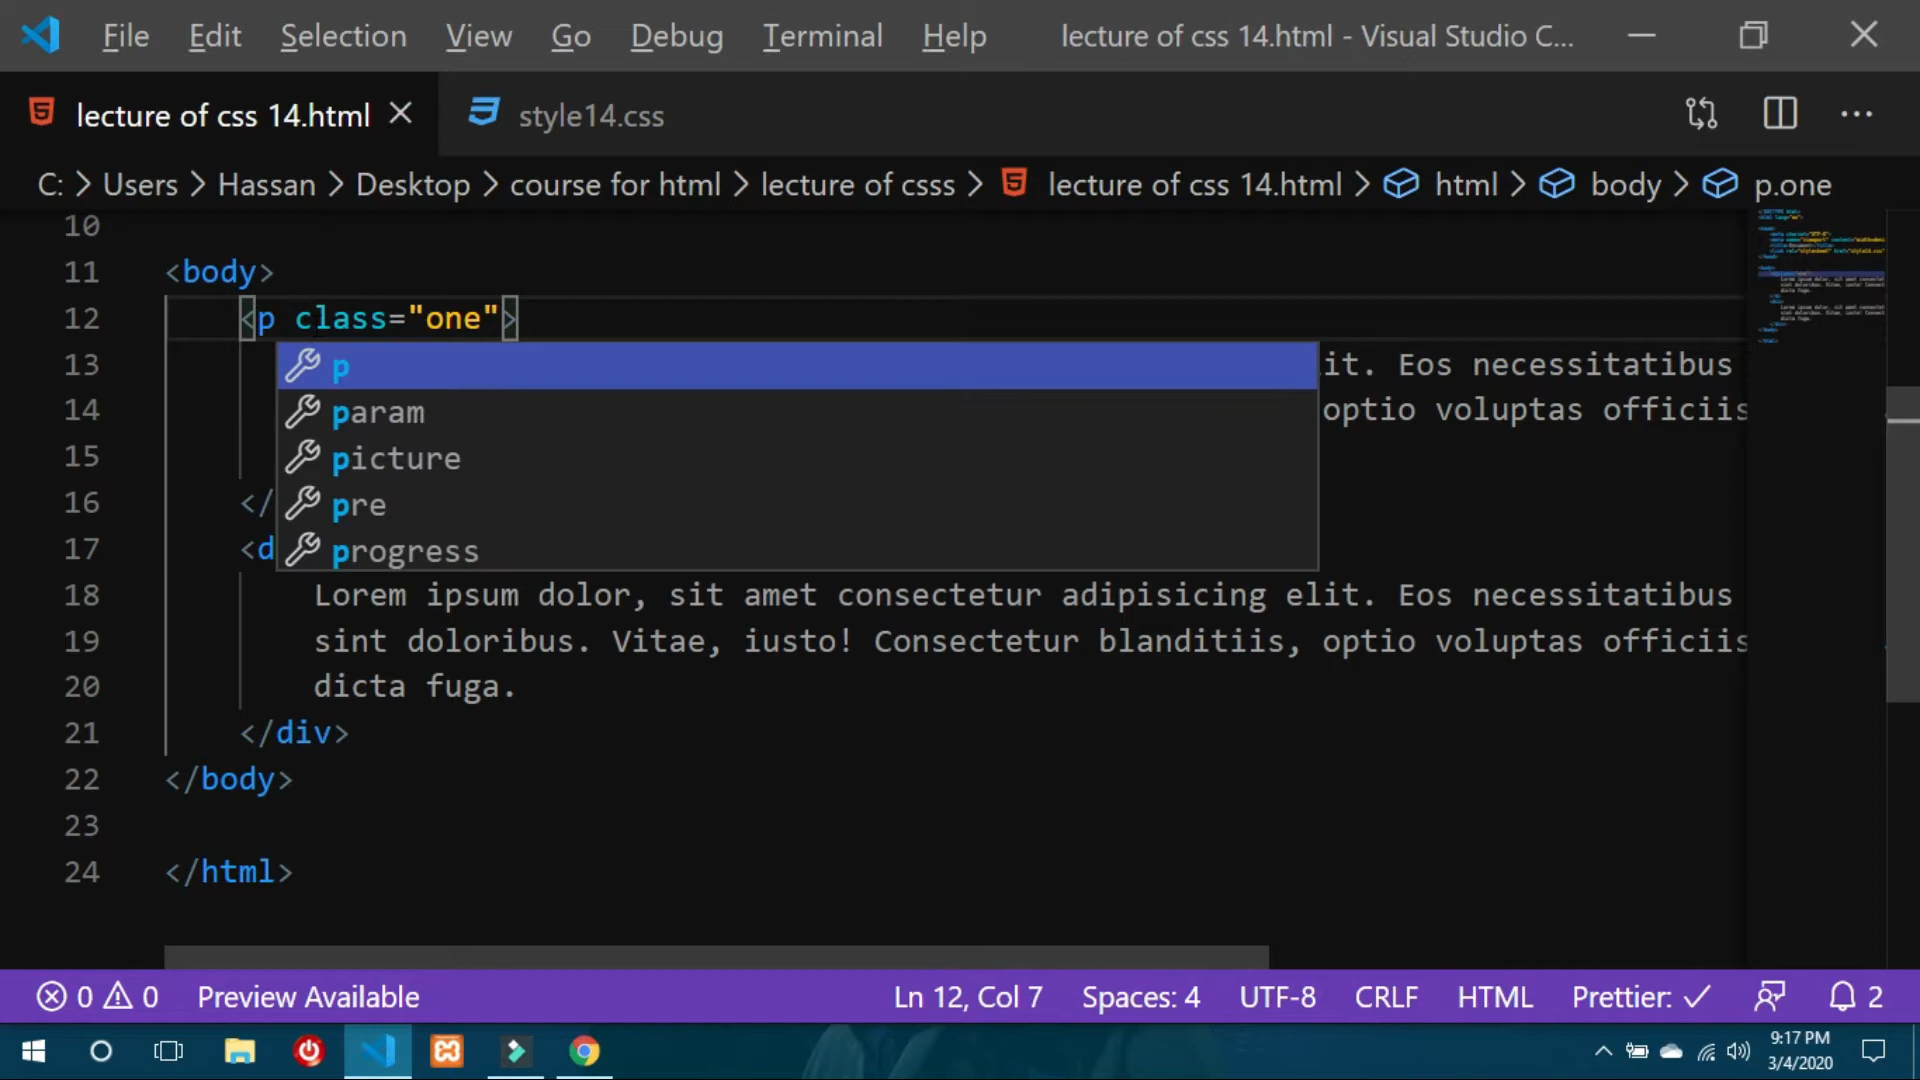 File Edit Selection View Go Debug Terminal Help lecture of css 14.html - Visual Studio C...
lecture of css 14.html style14.css
C: > Users > Hassan > Desktop > course for html > lecture of csss > lecture of css 14.html > html > body > p.one
10
11 <body>
12 <p class="one">
13 it. Eos necessitatibus
14 optio voluptas officiis
15
16 </
17 <d
p
param
picture
pre
progress
18 Lorem ipsum dolor, sit amet consectetur adipisicing elit. Eos necessitatibus
19 sint doloribus. Vitae, iusto! Consectetur blanditiis, optio voluptas officiis
20 dicta fuga.
21 </div>
22 </body>
23
24 </html>
0 0 Preview Available Ln 12, Col 7 Spaces: 4 UTF-8 CRLF HTML Prettier: ✓ 2
9:17 PM
3/4/2020